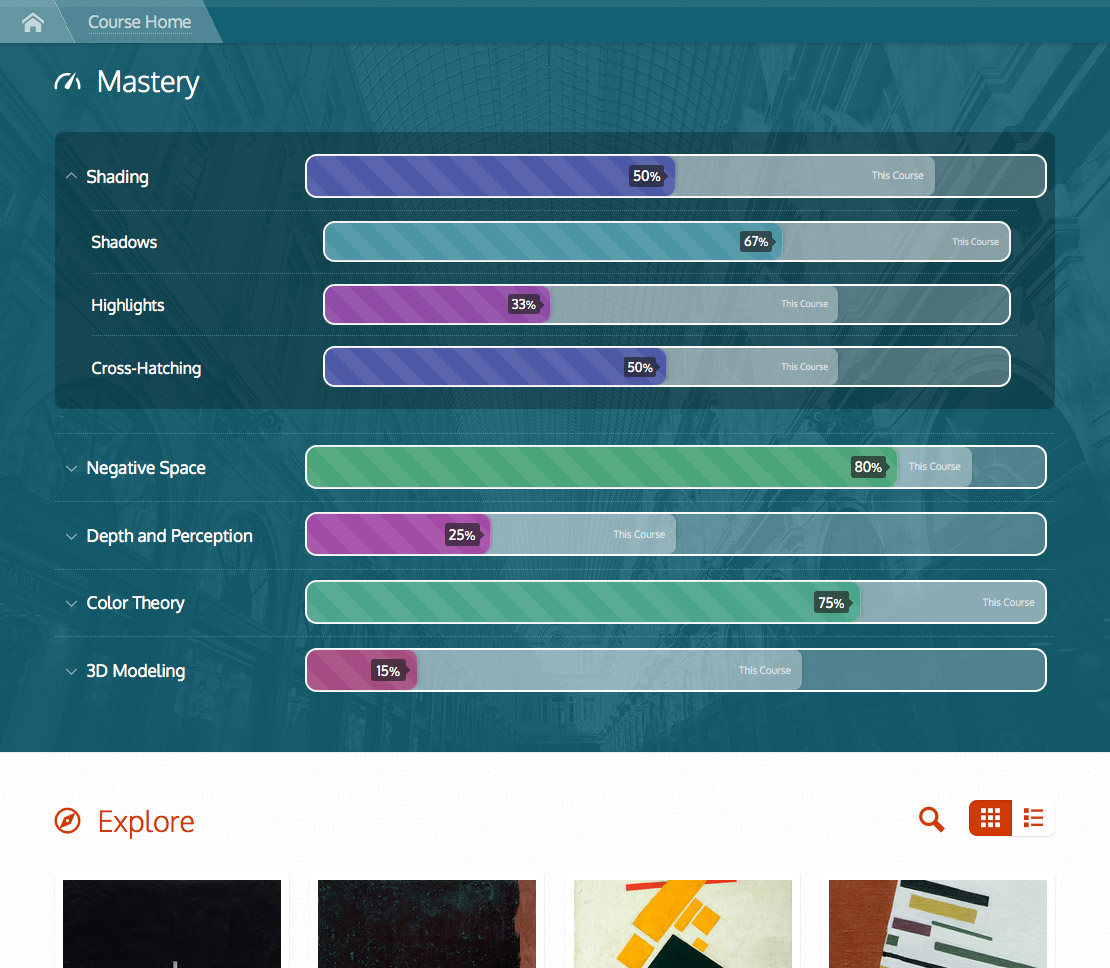 Course Home
Mastery
Shading 50% This Course
Shadows 67% This Course
Highlights 33% This Course
Cross-Hatching 50% This Course
Negative Space 80% This Course
Depth and Perception 25% This Course
Color Theory 75% This Course
3D Modeling 15% This Course
Explore